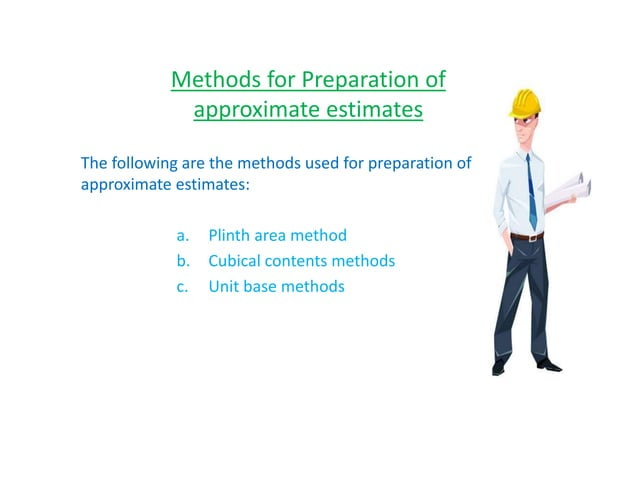 Methods for Preparation of
approximate estimates
The following are the methods used for preparation of
approximate estimates:
a. Plinth area method
b. Cubical contents methods
c. Unit base methods